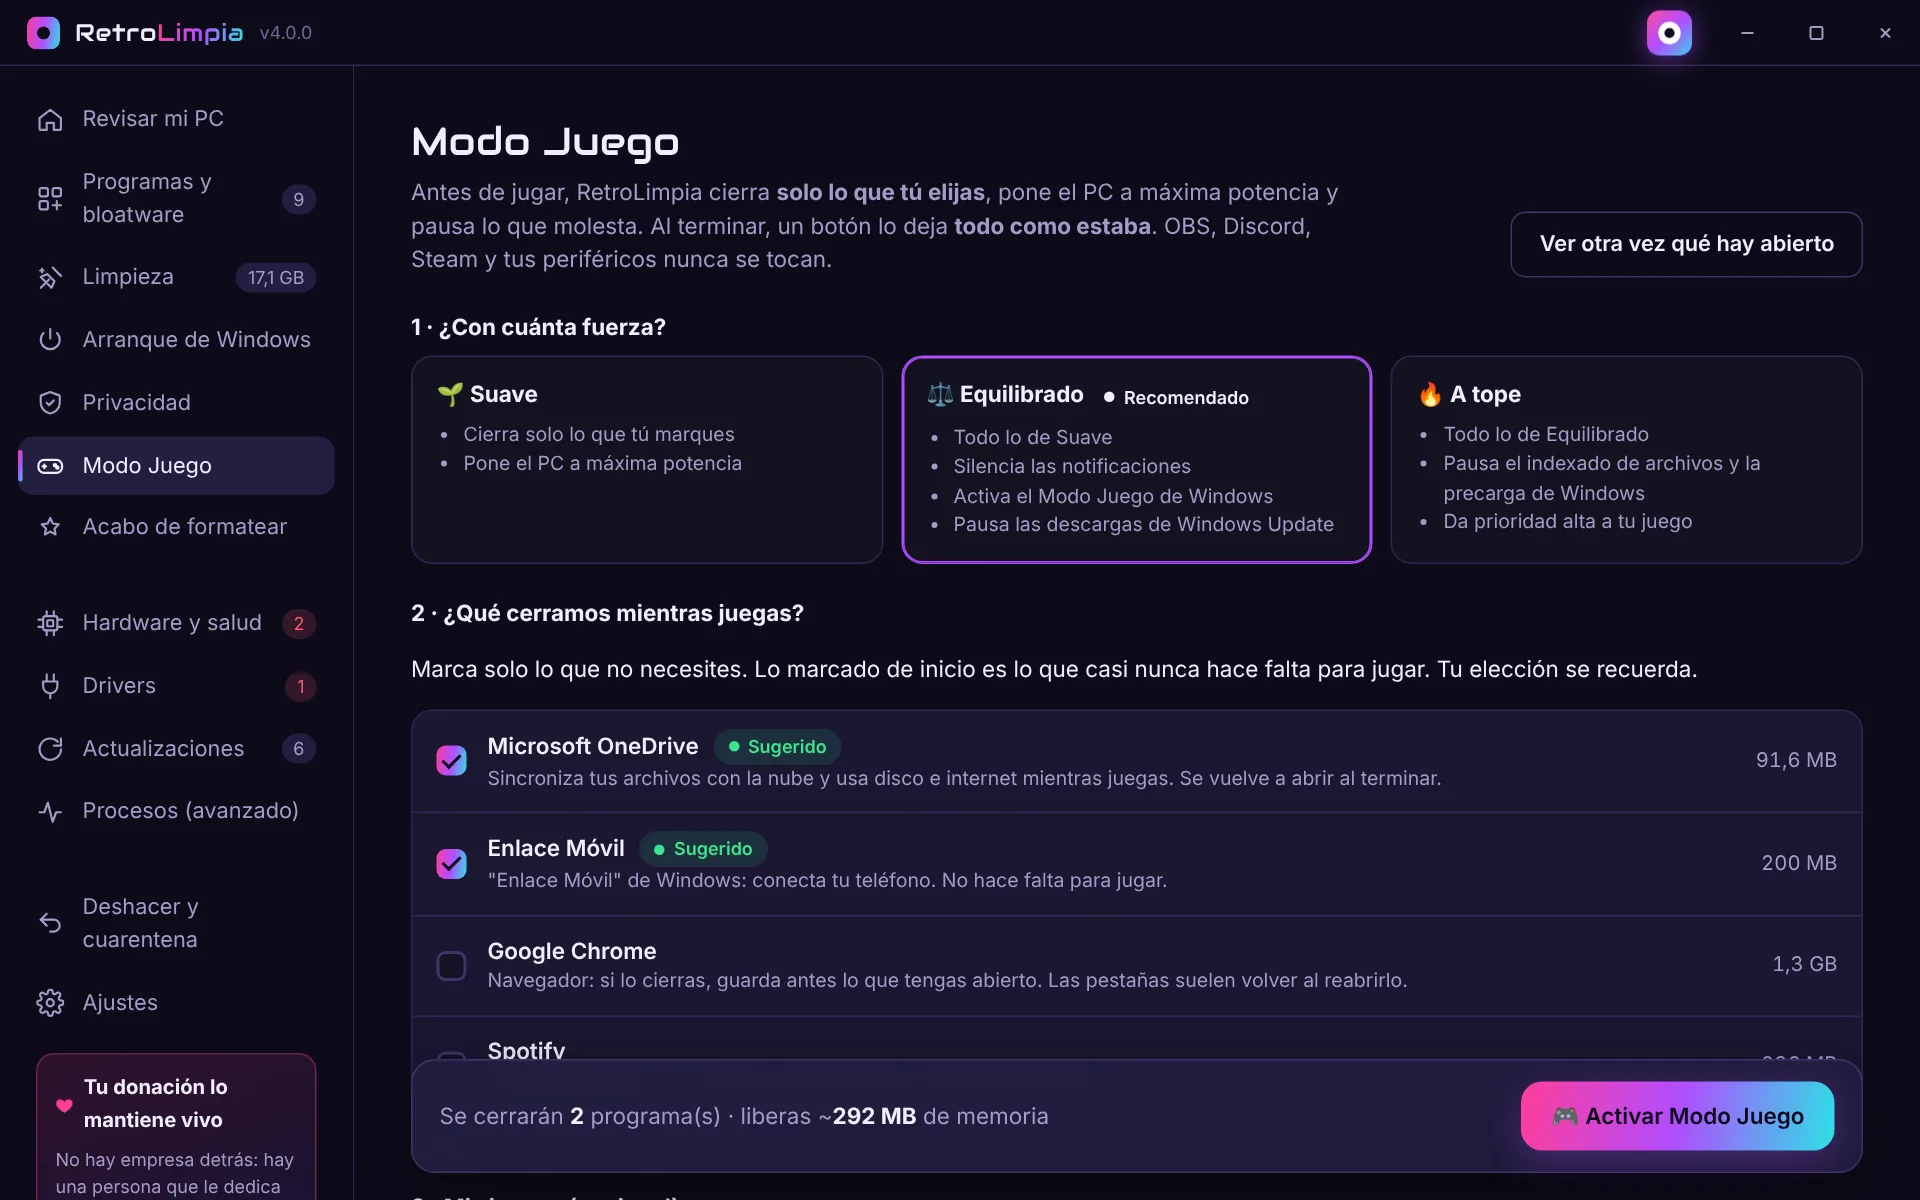 RetroLimpia v4.0.0
Revisar mi PC
Programas y
bloatware
9
Limpieza
17,1 GB
Arranque de Windows
Privacidad
Modo Juego
Acabo de formatear
Hardware y salud
2
Drivers
1
Actualizaciones
6
Procesos (avanzado)
Deshacer y
cuarentena
Ajustes
Tu donación lo
mantiene vivo
No hay empresa detrás: hay
una persona que le dedica
Modo Juego
Antes de jugar, RetroLimpia cierra solo lo que tú elijas, pone el PC a máxima potencia y
pausa lo que molesta. Al terminar, un botón lo deja todo como estaba. OBS, Discord,
Steam y tus periféricos nunca se tocan.
Ver otra vez qué hay abierto
1 · ¿Con cuánta fuerza?
🌱 Suave
• Cierra solo lo que tú marques
• Pone el PC a máxima potencia
⚖️ Equilibrado ● Recomendado
• Todo lo de Suave
• Silencia las notificaciones
• Activa el Modo Juego de Windows
• Pausa las descargas de Windows Update
🔥 A tope
• Todo lo de Equilibrado
• Pausa el indexado de archivos y la
precarga de Windows
• Da prioridad alta a tu juego
2 · ¿Qué cerramos mientras juegas?
Marca solo lo que no necesites. Lo marcado de inicio es lo que casi nunca hace falta para jugar. Tu elección se recuerda.
Microsoft OneDrive ● Sugerido
Sincroniza tus archivos con la nube y usa disco e internet mientras juegas. Se vuelve a abrir al terminar.
91,6 MB
Enlace Móvil ● Sugerido
"Enlace Móvil" de Windows: conecta tu teléfono. No hace falta para jugar.
200 MB
Google Chrome
Navegador: si lo cierras, guarda antes lo que tengas abierto. Las pestañas suelen volver al reabrirlo.
1,3 GB
Spotify
Se cerrarán 2 programa(s) · liberas ~292 MB de memoria
🎮 Activar Modo Juego